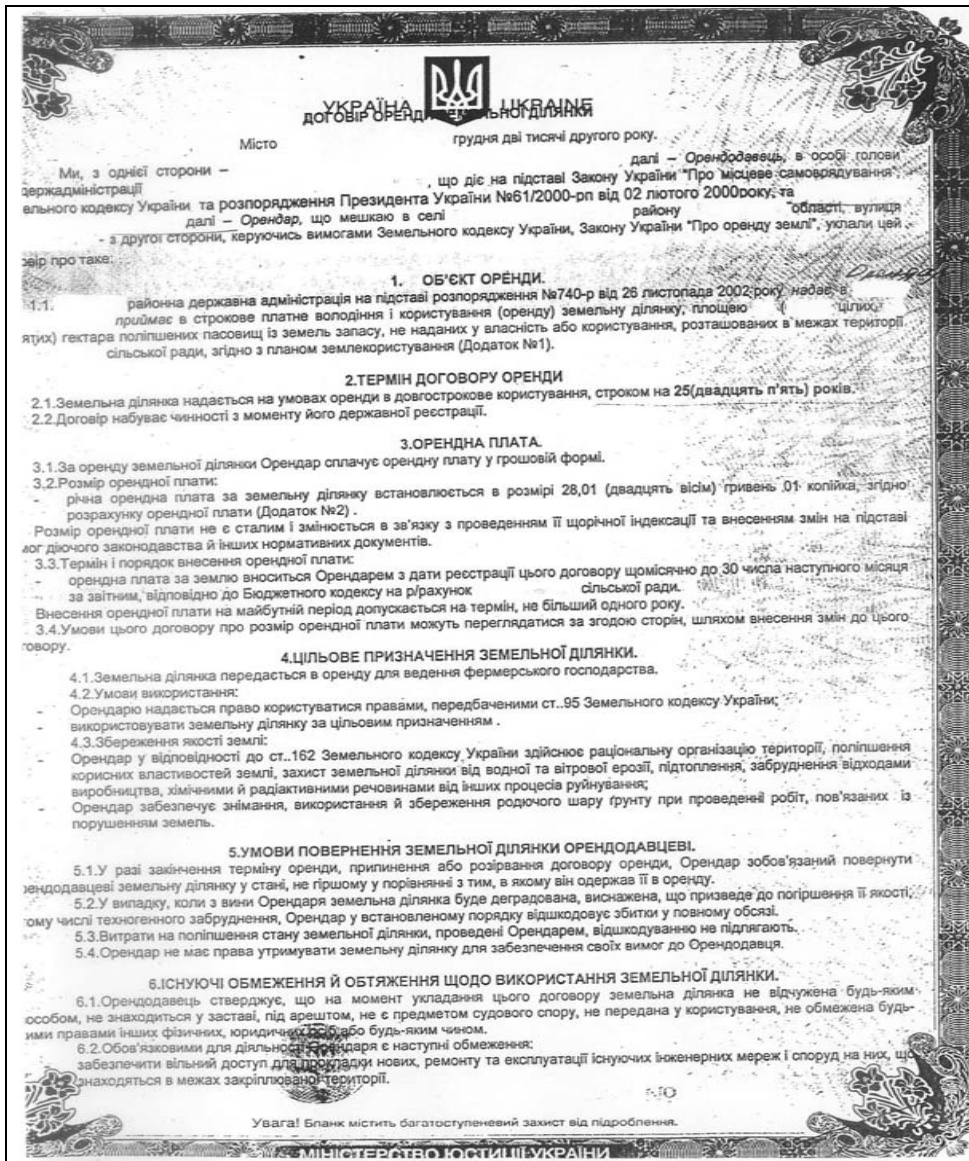 УКРАЇНА UKRAINE
ДОГОВІР ОРЕНДИ ЗЕМЕЛЬНОЇ ДІЛЯНКИ
Місто грудня дві тисячі другого року.
Ми, з однієї сторони – далі – Орендодавець, в особі голови
держадміністрації , що діє на підставі Закону України "Про місцеве самоврядування",
ельного кодексу України та розпорядження Президента України №61/2000-рп від 02 лютого 2000року, та
далі – Орендар, що мешкаю в селі району області, вулиця
- з другої сторони, керуючись вимогами Земельного кодексу України, Закону України "Про оренду землі", уклали цей
овір про таке:
1. ОБ'ЄКТ ОРЕНДИ.
Орендар
1.1. районна державна адміністрація на підставі розпорядження №740-р від 26 листопада 2002 року надає, а
приймає в строкове платне володіння і користування (оренду) земельну ділянку, площею ( цілих,
ятих) гектара поліпшених пасовищ із земель запасу, не наданих у власність або користування, розташованих в межах території
сільської ради, згідно з планом землекористування (Додаток №1).
2.ТЕРМІН ДОГОВОРУ ОРЕНДИ
2.1.Земельна ділянка надається на умовах оренди в довгострокове користування, строком на 25(двадцять п'ять) років.
2.2.Договір набуває чинності з моменту його державної реєстрації.
3.ОРЕНДНА ПЛАТА.
3.1.За оренду земельної ділянки Орендар сплачує орендну плату у грошовій формі.
3.2.Розмір орендної плати:
- річна орендна плата за земельну ділянку встановлюється в розмірі 28,01 (двадцять вісім) гривень 01 копійка, згідно
розрахунку орендної плати (Додаток №2) .
Розмір орендної плати не є сталим і змінюється в зв'язку з проведенням її щорічної індексації та внесенням змін на підставі
мог діючого законодавства й інших нормативних документів.
3.3.Термін і порядок внесення орендної плати:
- орендна плата за землю вноситься Орендарем з дати реєстрації цього договору щомісячно до 30 числа наступного місяця
за звітним, відповідно до Бюджетного кодексу на р/рахунок сільської ради.
Внесення орендної плати на майбутній період допускається на термін, не більший одного року.
3.4.Умови цього договору про розмір орендної плати можуть переглядатися за згодою сторін, шляхом внесення змін до цього
говору.
4.ЦІЛЬОВЕ ПРИЗНАЧЕННЯ ЗЕМЕЛЬНОЇ ДІЛЯНКИ.
4.1.Земельна ділянка передається в оренду для ведення фермерського господарства.
4.2.Умови використання:
- Орендарю надається право користуватися правами, передбаченими ст..95 Земельного кодексу України;
- використовувати земельну ділянку за цільовим призначенням .
4.3.Збереження якості землі:
- Орендар у відповідності до ст..162 Земельного кодексу України здійснює раціональну організацію території, поліпшення
корисних властивостей землі, захист земельної ділянки від водної та вітрової ерозії, підтоплення, забруднення відходами
виробництва, хімічними й радіактивними речовинами від інших процесів руйнування;
- Орендар забезпечує знімання, використання й збереження родючого шару ґрунту при проведенні робіт, пов'язаних із
порушенням земель.
5.УМОВИ ПОВЕРНЕННЯ ЗЕМЕЛЬНОЇ ДІЛЯНКИ ОРЕНДОДАВЦЕВІ.
5.1.У разі закінчення терміну оренди, припинення або розірвання договору оренди, Орендар зобов'язаний повернути
рендодавцеві земельну ділянку у стані, не гіршому у порівнянні з тим, в якому він одержав її в оренду.
5.2.У випадку, коли з вини Орендаря земельна ділянка буде деградована, виснажена, що призведе до погіршення її якості,
тому числі техногенного забруднення, Орендар у встановленому порядку відшкодовує збитки у повному обсязі.
5.3.Витрати на поліпшення стану земельної ділянки, проведені Орендарем, відшкодуванню не підлягають.
5.4.Орендар не має права утримувати земельну ділянку для забезпечення своїх вимог до Орендодавця.
6.ІСНУЮЧІ ОБМЕЖЕННЯ Й ОБТЯЖЕННЯ ЩОДО ВИКОРИСТАННЯ ЗЕМЕЛЬНОЇ ДІЛЯНКИ.
6.1.Орендодавець стверджує, що на момент укладання цього договору земельна ділянка не відчужена будь-яким
особом, не знаходиться у заставі, під арештом, не є предметом судового спору, не передана у користування, не обмежена будь-
ими правами інших фізичних, юридичних осіб або будь-яким чином.
6.2.Обов'язковими для діяльності Орендаря є наступні обмеження:
забезпечити вільний доступ для прокладки нових, ремонту та експлуатації існуючих інженерних мереж і споруд на них, що
знаходяться в межах закріплюваної території.
Увага! Бланк містить багатоступеневий захист від підроблення.
МІНІСТЕРСТВО ЮСТИЦІЇ УКРАЇНИ